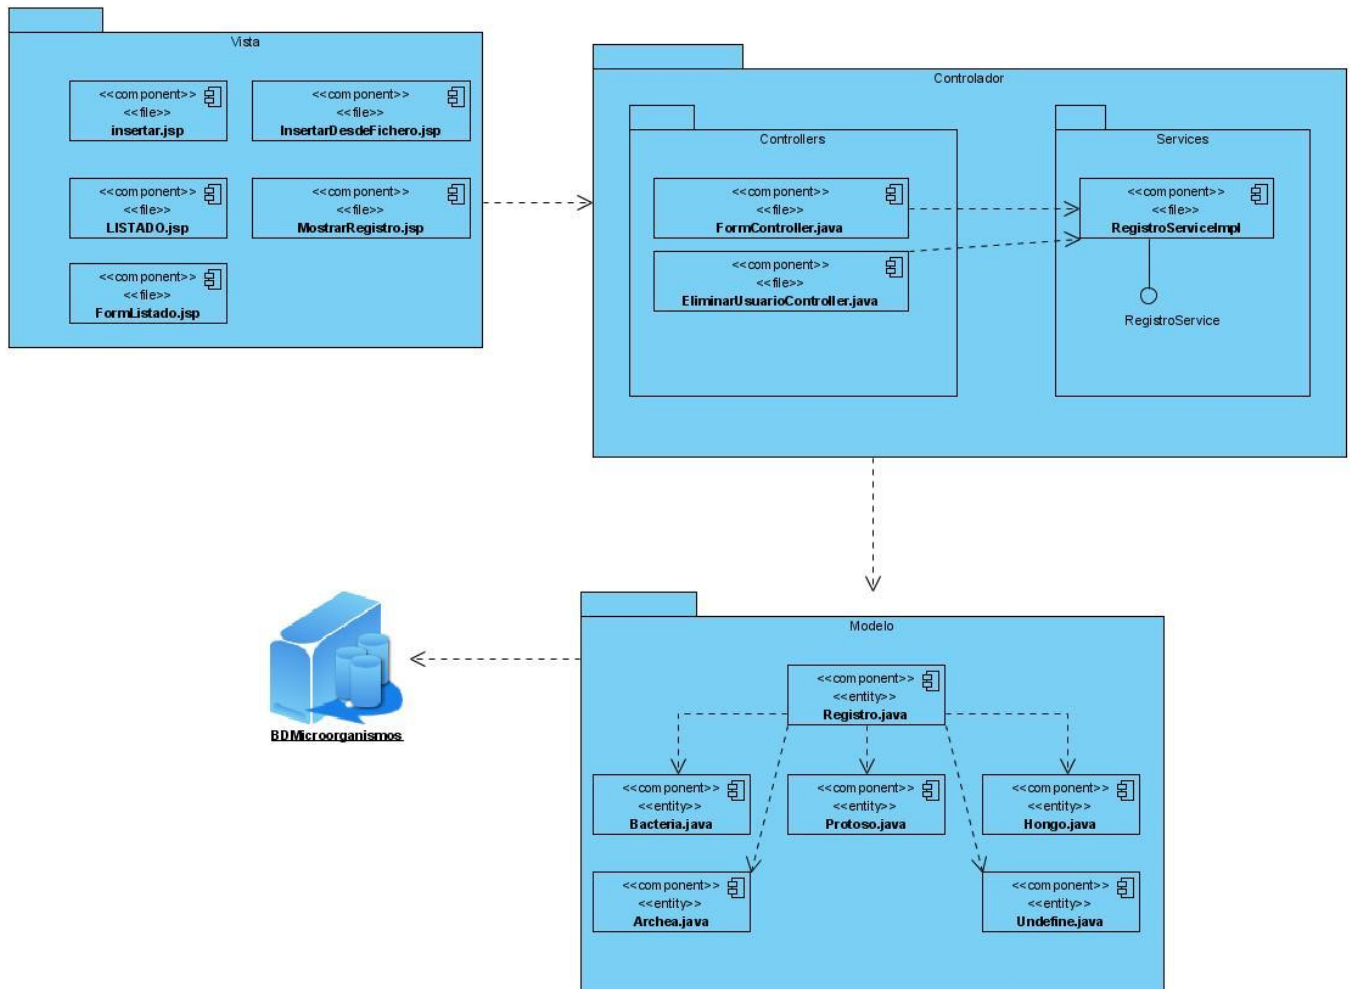 Vista
<<component>>
<<file>>
insertar.jsp
<<component>>
<<file>>
InsertarDesdeFichero.jsp
<<component>>
<<file>>
LISTADO.jsp
<<component>>
<<file>>
MostrarRegistro.jsp
<<component>>
<<file>>
FormListado.jsp
Controlador
Controllers
<<component>>
<<file>>
FormController.java
<<component>>
<<file>>
EliminarUsuarioController.java
Services
<<component>>
<<file>>
RegistroServiceImpl
RegistroService
BDMicroorganismos
Modelo
<<component>>
<<entity>>
Registro.java
<<component>>
<<entity>>
Bacteria.java
<<component>>
<<entity>>
Protoso.java
<<component>>
<<entity>>
Hongo.java
<<component>>
<<entity>>
Archea.java
<<component>>
<<entity>>
Undefine.java